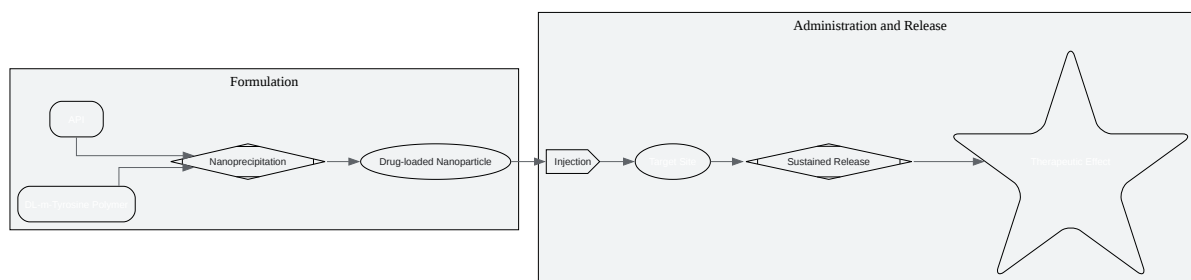 Administration and Release
Formulation
API
DL-m-Tyrosine Polymer
Nanoprecipitation
Drug-loaded Nanoparticle
Injection
Target Site
Sustained Release
Therapeutic Effect